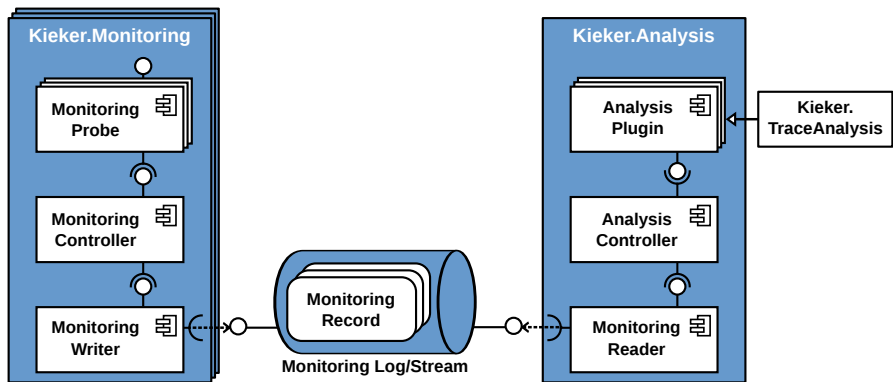 Kieker.Monitoring
Monitoring
Probe
Monitoring
Controller
Monitoring
Writer
Monitoring
Record
Monitoring Log/Stream
Kieker.Analysis
Analysis
Plugin
Kieker.
TraceAnalysis
Analysis
Controller
Monitoring
Reader